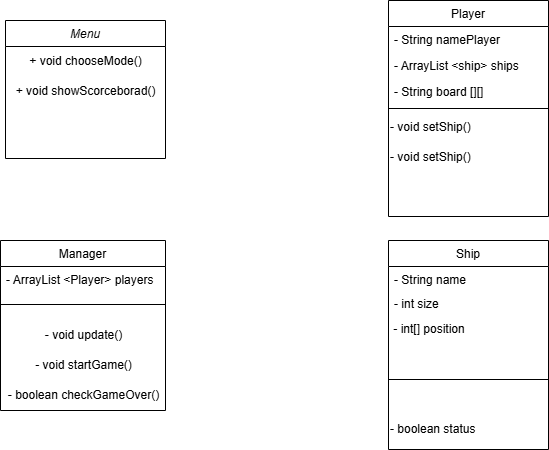 Menu
+ void chooseMode()
+ void showScorceborad()
Player
- String namePlayer
- ArrayList <ship> ships
- String board [][]
- void setShip()
- void setShip()
Manager
- ArrayList <Player> players
- void update()
- void startGame()
- boolean checkGameOver()
Ship
- String name
- int size
- int[] position
- boolean status